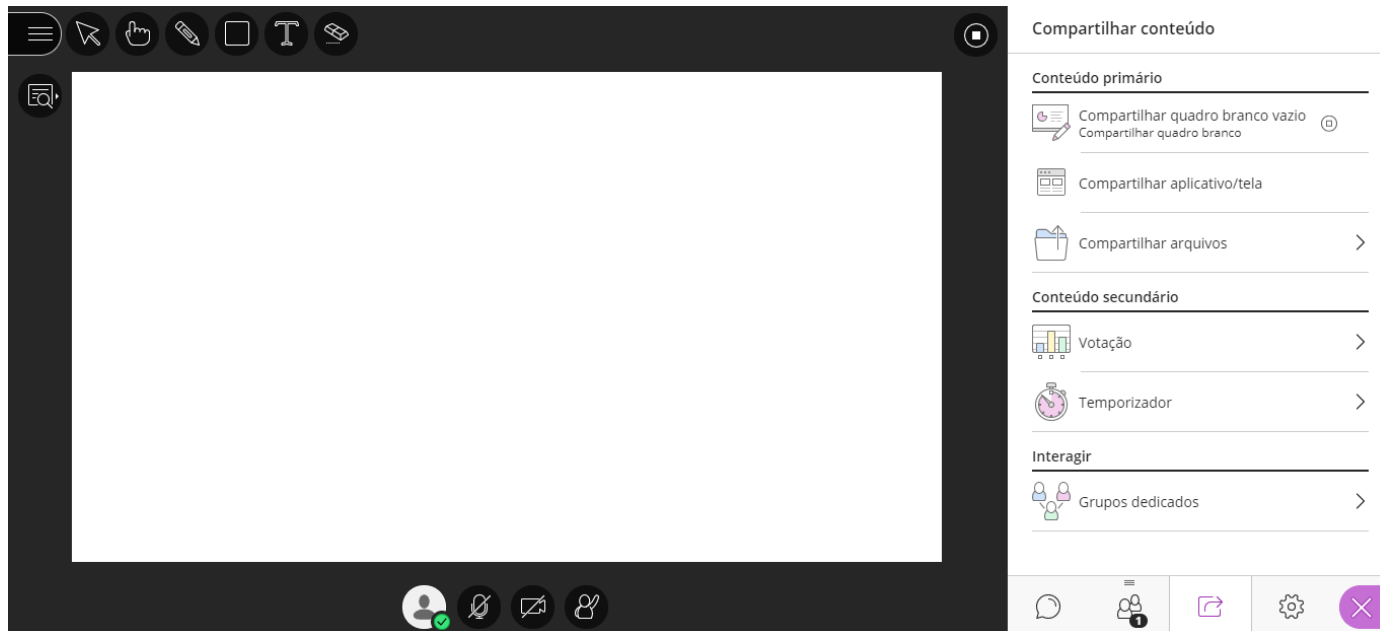 T
Compartilhar conteúdo
Conteúdo primário
Compartilhar quadro branco vazio
Compartilhar quadro branco
Compartilhar aplicativo/tela
Compartilhar arquivos
Conteúdo secundário
Votação
Temporizador
Interagir
Grupos dedicados
1